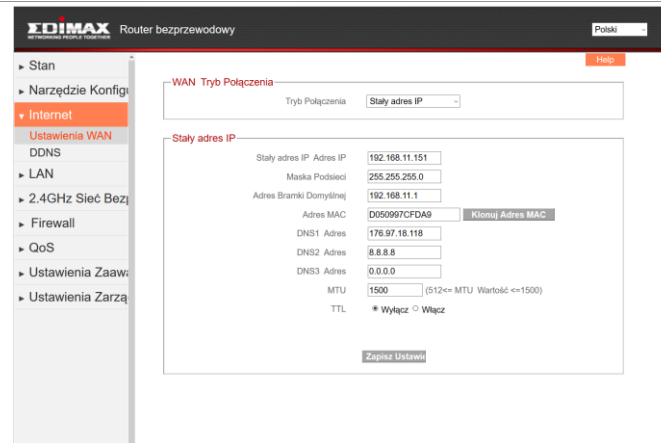 EDIMAX Router bezprzewodowy Polski
NETWORKING PEOPLE TOGETHER
Help
Stan
Narzędzie Konfigu
Internet
Ustawienia WAN
DDNS
LAN
2.4GHz Sieć Bezp
Firewall
QoS
Ustawienia Zaawa
Ustawienia Zarzą
WAN Tryb Połączenia
Tryb Połączenia Stały adres IP
Stały adres IP
Stały adres IP Adres IP 192.168.11.151
Maska Podsieci 255.255.255.0
Adres Bramki Domyślnej 192.168.11.1
Adres MAC D050997CFDA9 Klonuj Adres MAC
DNS1 Adres 176.97.18.118
DNS2 Adres 8.8.8.8
DNS3 Adres 0.0.0.0
MTU 1500 (512<= MTU Wartość <=1500)
TTL Wyłącz Włącz
Zapisz Ustawie